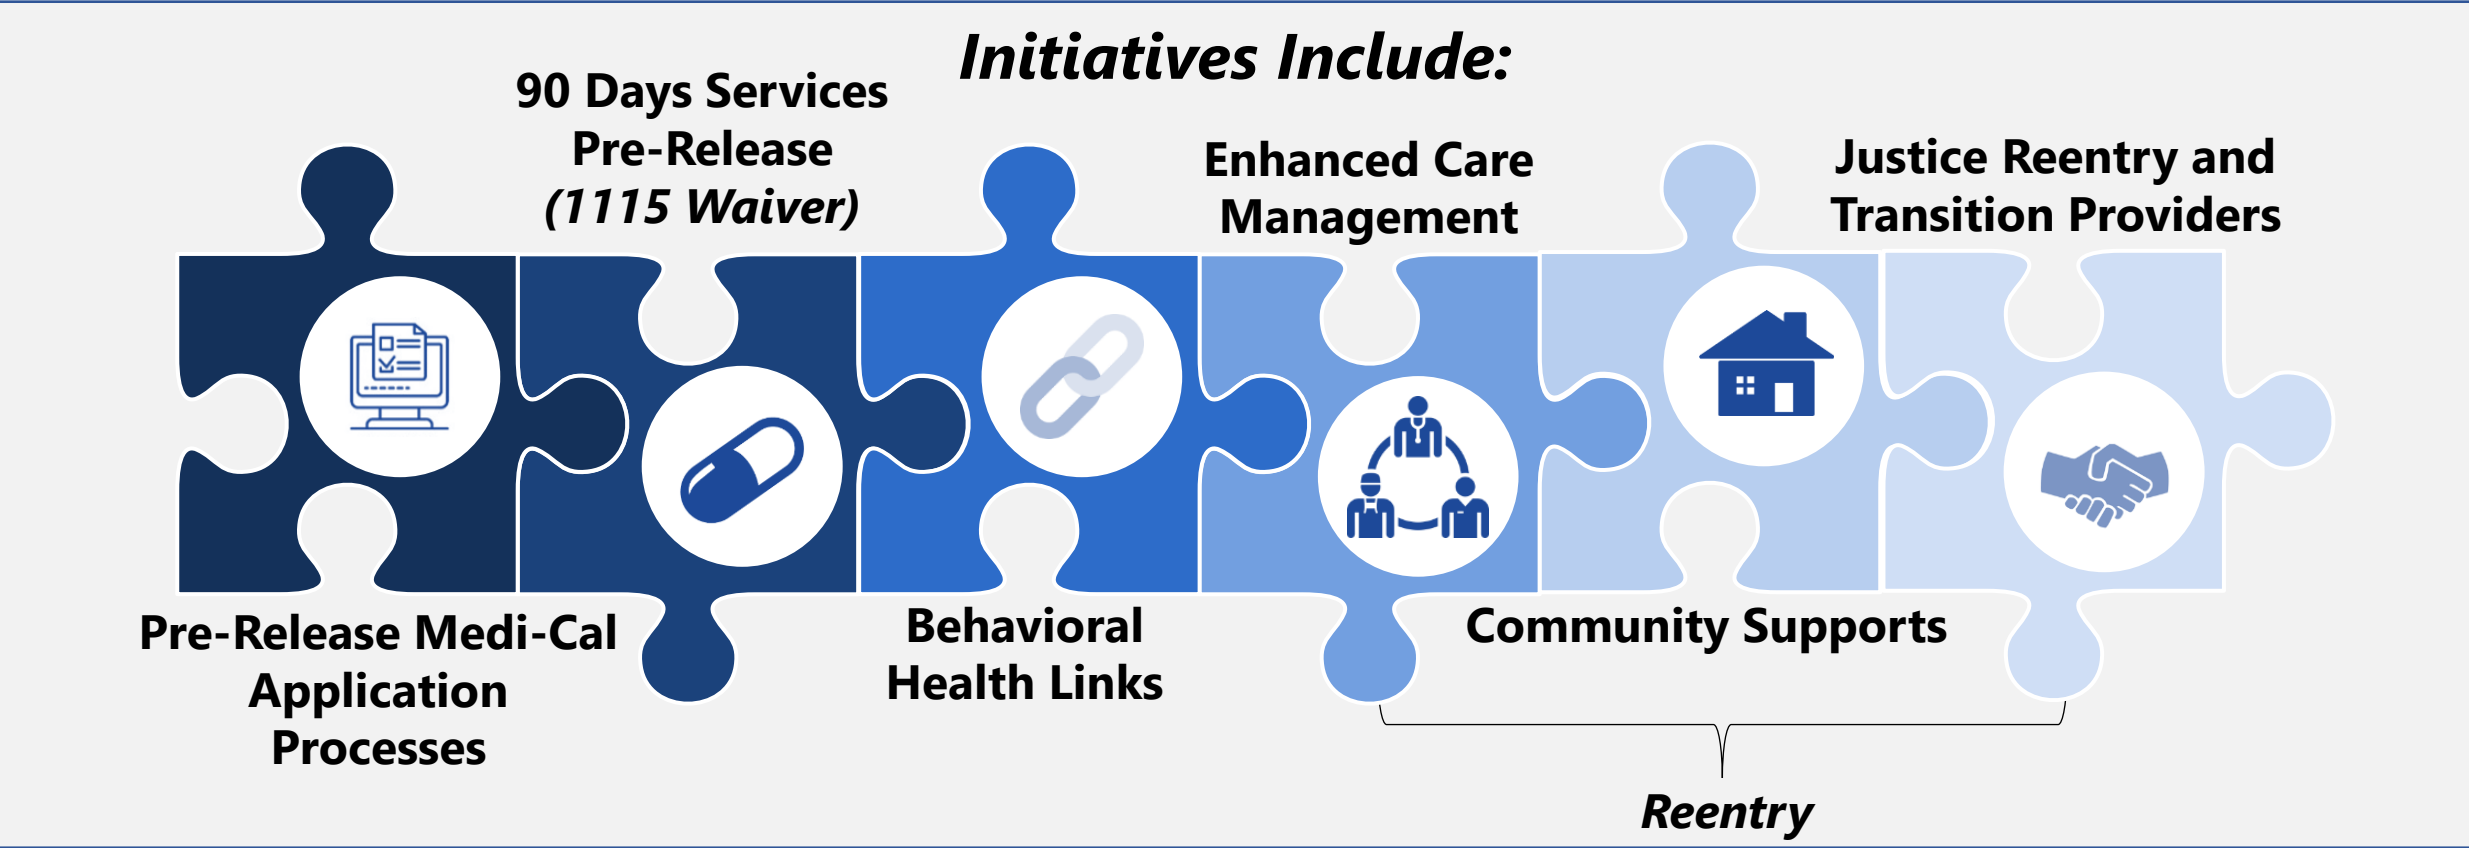 Initiatives Include:
90 Days Services
Pre-Release
(1115 Waiver)
Enhanced Care
Management
Justice Reentry and
Transition Providers
Pre-Release Medi-Cal
Application
Processes
Behavioral
Health Links
Community Supports
Reentry